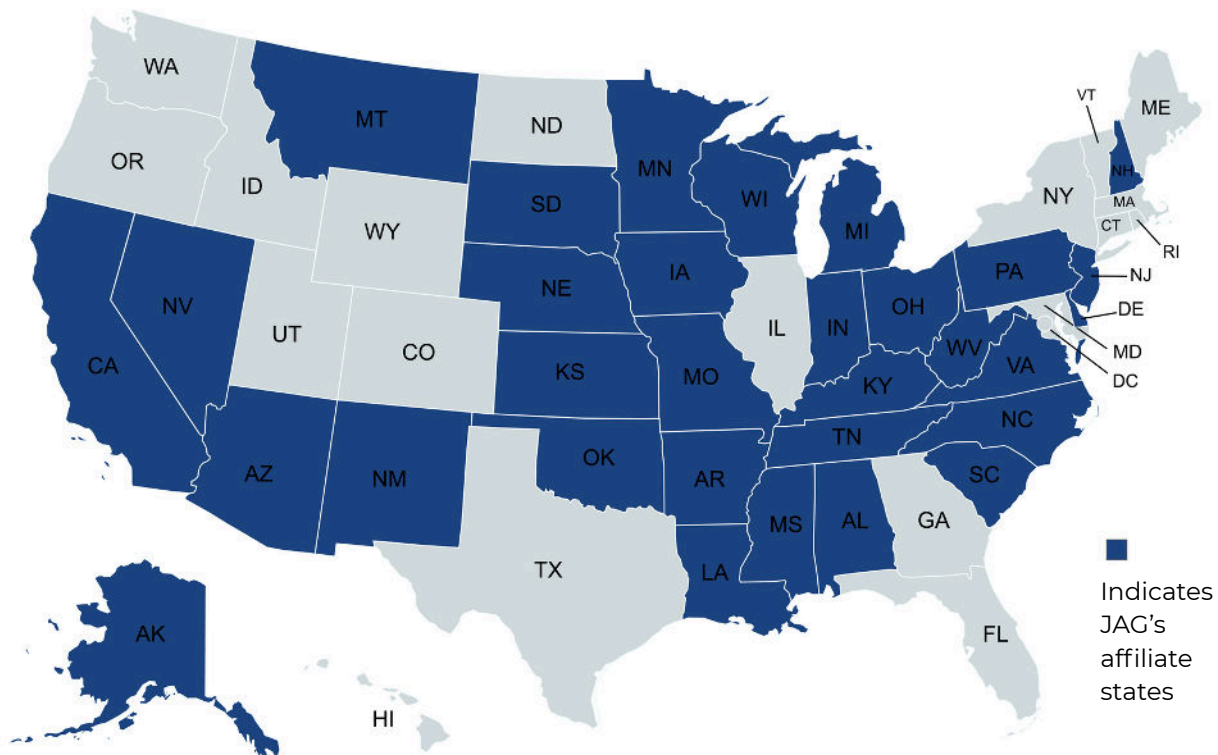 WA
MT
ND
MN
VT
ME
OR
ID
SD
WI
NH
WY
NY
MA
MI
CT
RI
IA
PA
NJ
NE
NV
OH
UT
IL
IN
DE
CO
WV
MD
CA
KS
MO
KY
VA
DC
NC
TN
AZ
NM
OK
AR
SC
MS
AL
GA
TX
LA
Indicates
JAG's
affiliate
states
AK
FL
HI